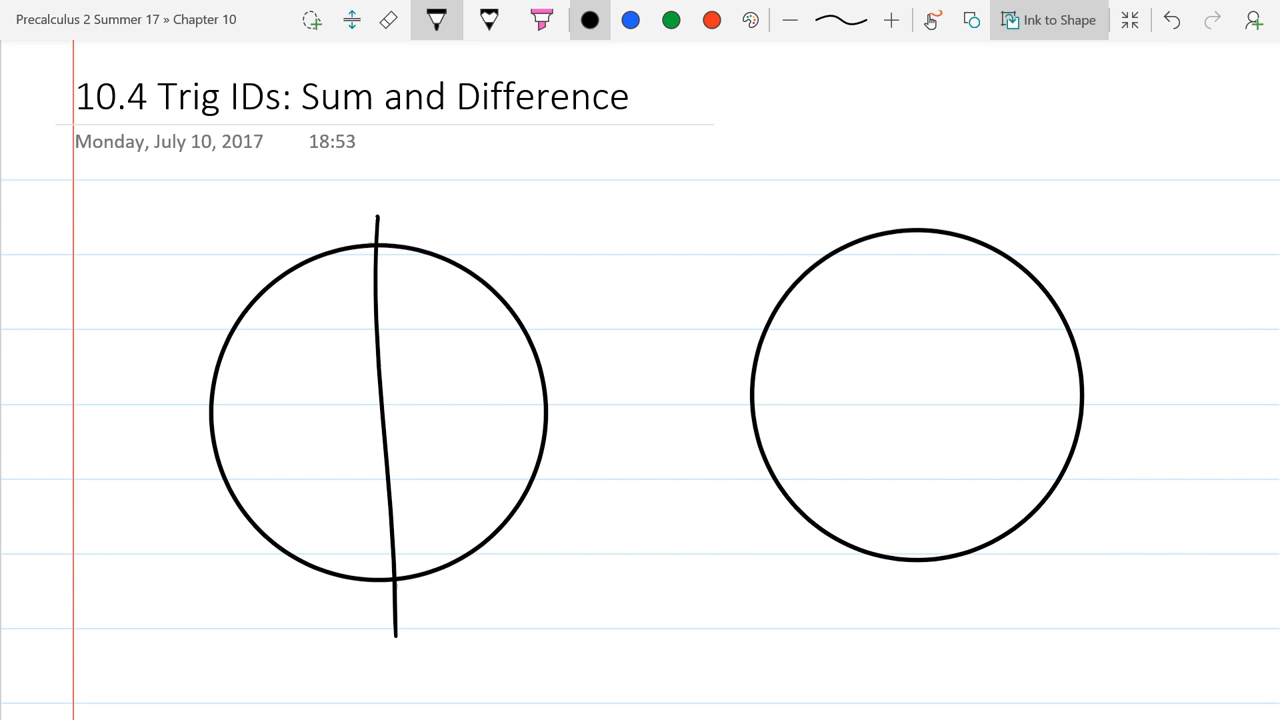 Precalculus 2 Summer 17 » Chapter 10
Ink to Shape
10.4 Trig IDs: Sum and Difference
Monday, July 10, 2017 18:53